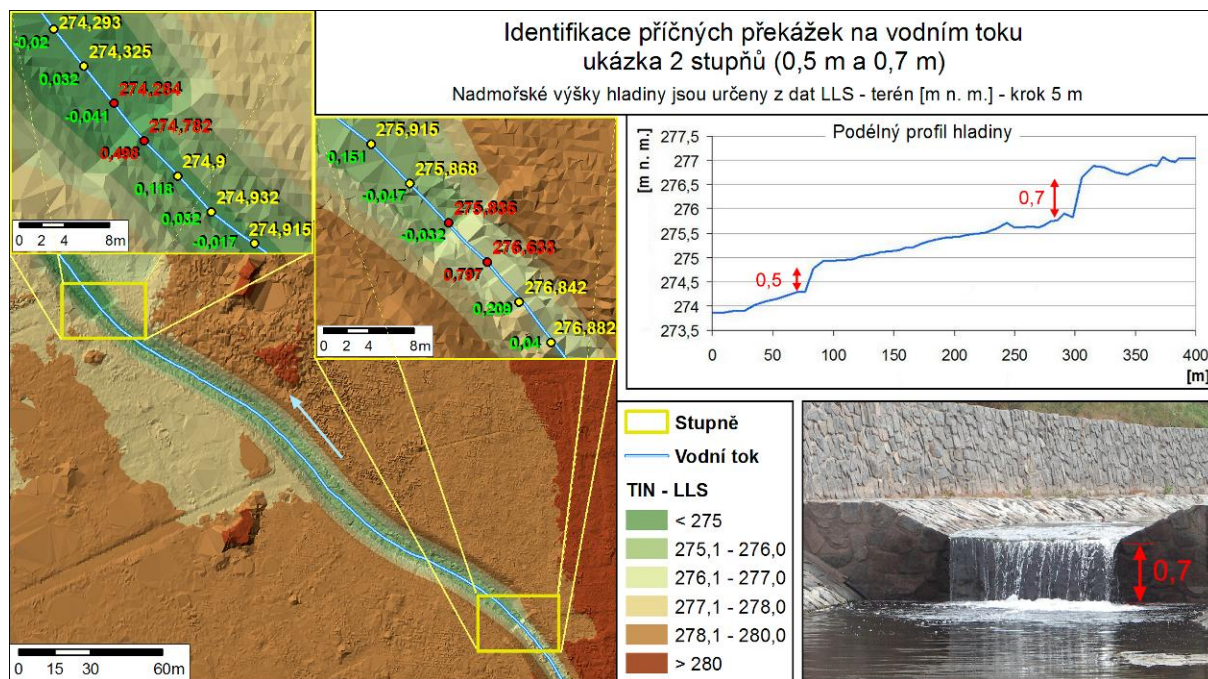 Identifikace příčných překážek na vodním toku
ukázka 2 stupňů (0,5 m a 0,7 m)
Nadmořské výšky hladiny jsou určeny z dat LLS - terén [m n. m.] - krok 5 m
274,293
-0,02
274,325
0,032
274,284
-0,041
274,782
0,498
274,9
0,118
274,932
0,032
274,915
-0,017
0 2 4 8m
275,915
0,151
275,868
-0,047
275,836
-0,032
276,633
0,797
276,842
0,209
276,882
0,04
0 2 4 8m
0 15 30 60m
Podélný profil hladiny
[m n. m.]
277,5
277
276,5
276
275,5
275
274,5
274
273,5
0,5
0,7
0 50 100 150 200 250 300 350 400
[m]
Stupně
Vodní tok
TIN - LLS
< 275
275,1 - 276,0
276,1 - 277,0
277,1 - 278,0
278,1 - 280,0
> 280
0,7